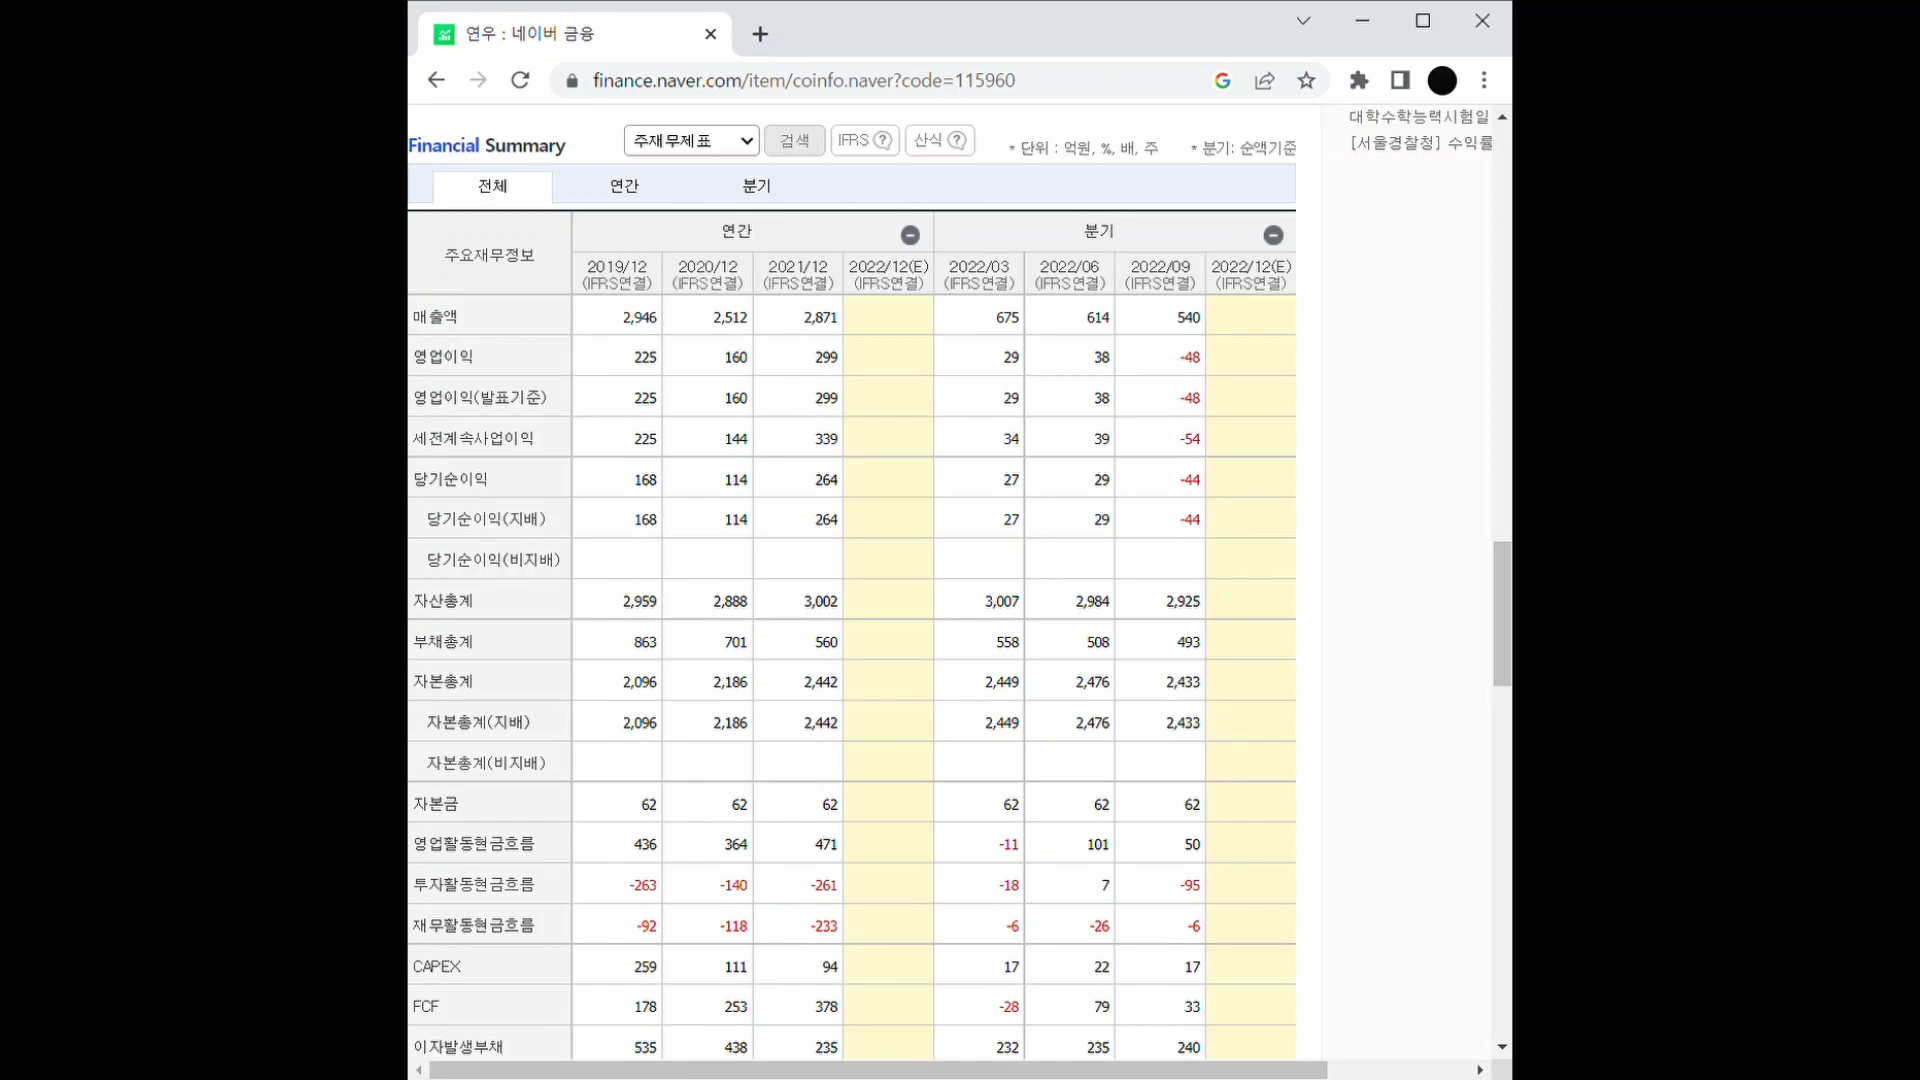 연우 : 네이버 금융
finance.naver.com/item/coinfo.naver?code=115960
대학수학능력시험일
[서울경찰청] 수익률
Financial Summary 주재무제표 검색 IFRS ? 산식 ? * 단위 : 억원, %, 배, 주 * 분기: 순액기준
전체 연간 분기
주요재무정보 연간 분기
2019/12 2020/12 2021/12 2022/12(E) 2022/03 2022/06 2022/09 2022/12(E)
(IFRS연결) (IFRS연결) (IFRS연결) (IFRS연결) (IFRS연결) (IFRS연결) (IFRS연결) (IFRS연결)
매출액 2,946 2,512 2,871 675 614 540
영업이익 225 160 299 29 38 -48
영업이익(발표기준) 225 160 299 29 38 -48
세전계속사업이익 225 144 339 34 39 -54
당기순이익 168 114 264 27 29 -44
당기순이익(지배) 168 114 264 27 29 -44
당기순이익(비지배)
자산총계 2,959 2,888 3,002 3,007 2,984 2,925
부채총계 863 701 560 558 508 493
자본총계 2,096 2,186 2,442 2,449 2,476 2,433
자본총계(지배) 2,096 2,186 2,442 2,449 2,476 2,433
자본총계(비지배)
자본금 62 62 62 62 62 62
영업활동현금흐름 436 364 471 -11 101 50
투자활동현금흐름 -263 -140 -261 -18 7 -95
재무활동현금흐름 -92 -118 -233 -6 -26 -6
CAPEX 259 111 94 17 22 17
FCF 178 253 378 -28 79 33
이자발생부채 535 438 235 232 235 240